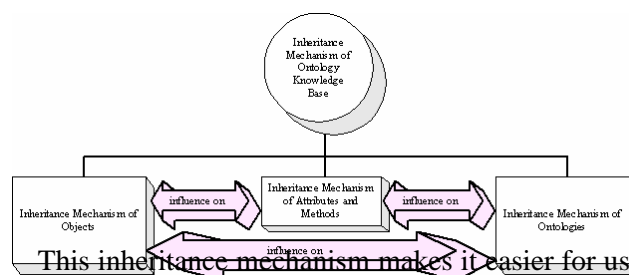 Inheritance
Mechanism of
Ontology
Knowledge
Base
Inheritance Mechanism of
Objects
influence on
Inheritance Mechanism
of Attributes and
Methods
influence on
Inheritance Mechanism of
Ontologies
influence on
This inheritance mechanism makes it easier for us